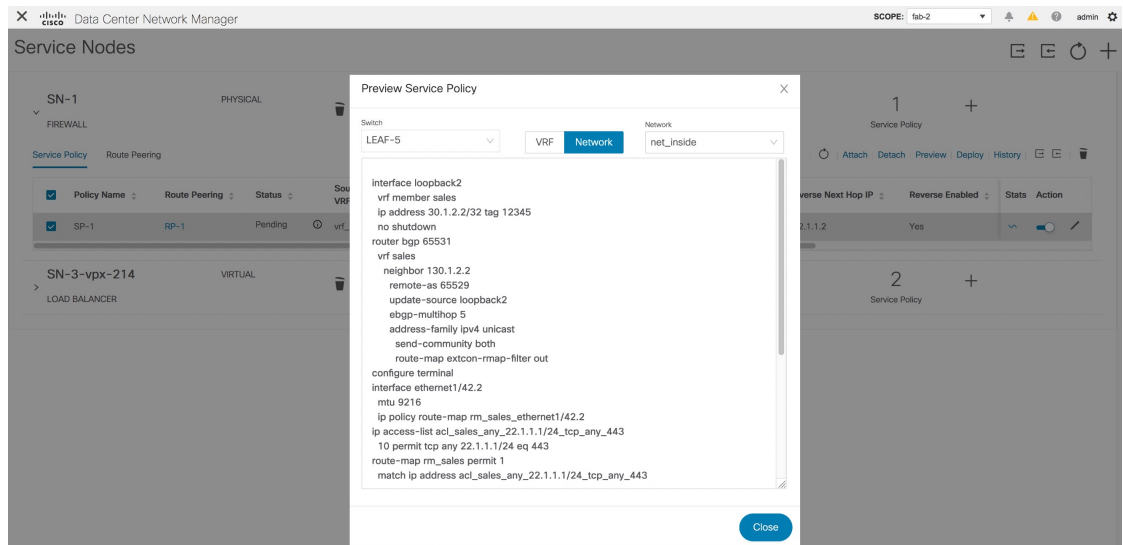 cisco Data Center Network Manager
SCOPE: fab-2
admin
Service Nodes
SN-1
PHYSICAL
FIREWALL
1
Service Policy
Service Policy Route Peering
Attach Detach Preview Deploy History
Policy Name Route Peering Status
VRF
verse Next Hop IP Reverse Enabled Stats Action
SP-1 RP-1 Pending vrf_
2.1.1.2 Yes
SN-3-vpx-214
VIRTUAL
LOAD BALANCER
2
Service Policy
Preview Service Policy
Switch
LEAF-5
VRF Network
Network
net_inside
interface loopback2
vrf member sales
ip address 30.1.2.2/32 tag 12345
no shutdown
router bgp 65531
vrf sales
neighbor 130.1.2.2
remote-as 65529
update-source loopback2
ebgp-multihop 5
address-family ipv4 unicast
send-community both
route-map extcon-rmap-filter out
configure terminal
interface ethernet1/42.2
mtu 9216
ip policy route-map rm_sales_ethernet1/42.2
ip access-list acl_sales_any_22.1.1.1/24_tcp_any_443
10 permit tcp any 22.1.1.1/24 eq 443
route-map rm_sales permit 1
match ip address acl_sales_any_22.1.1.1/24_tcp_any_443
Close